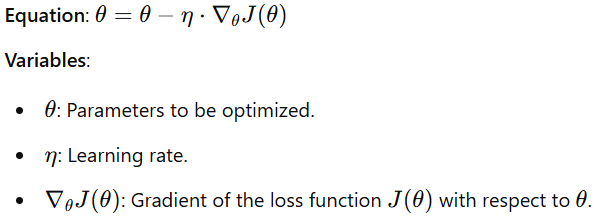 Equation: θ = θ − η · ∇θJ(θ)
Variables:
• θ: Parameters to be optimized.
• η: Learning rate.
• ∇θJ(θ): Gradient of the loss function J(θ) with respect to θ.